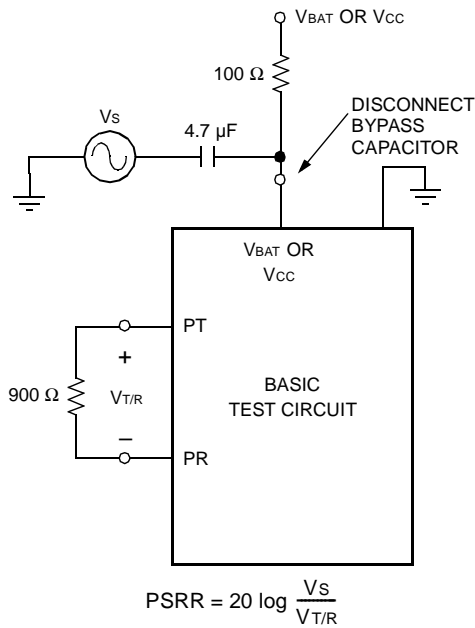 VBAT OR VCC
100 Ω
DISCONNECT
BYPASS
CAPACITOR
VS
4.7 µF
VBAT OR
VCC
PT
+
900 Ω
VT/R
BASIC
TEST CIRCUIT
–
PR
PSRR = 20 log VS
VT/R